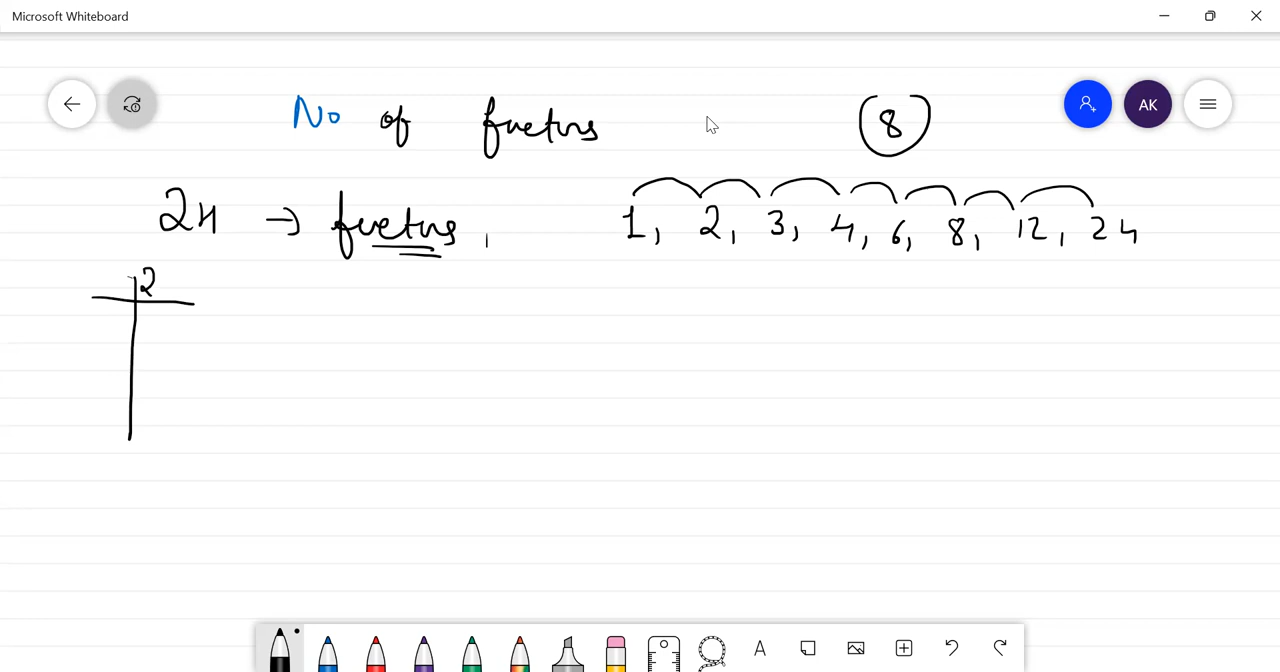 Microsoft Whiteboard
AK
No of factors 8
24 → factors, 1, 2, 3, 4, 6, 8, 12, 24
2
A